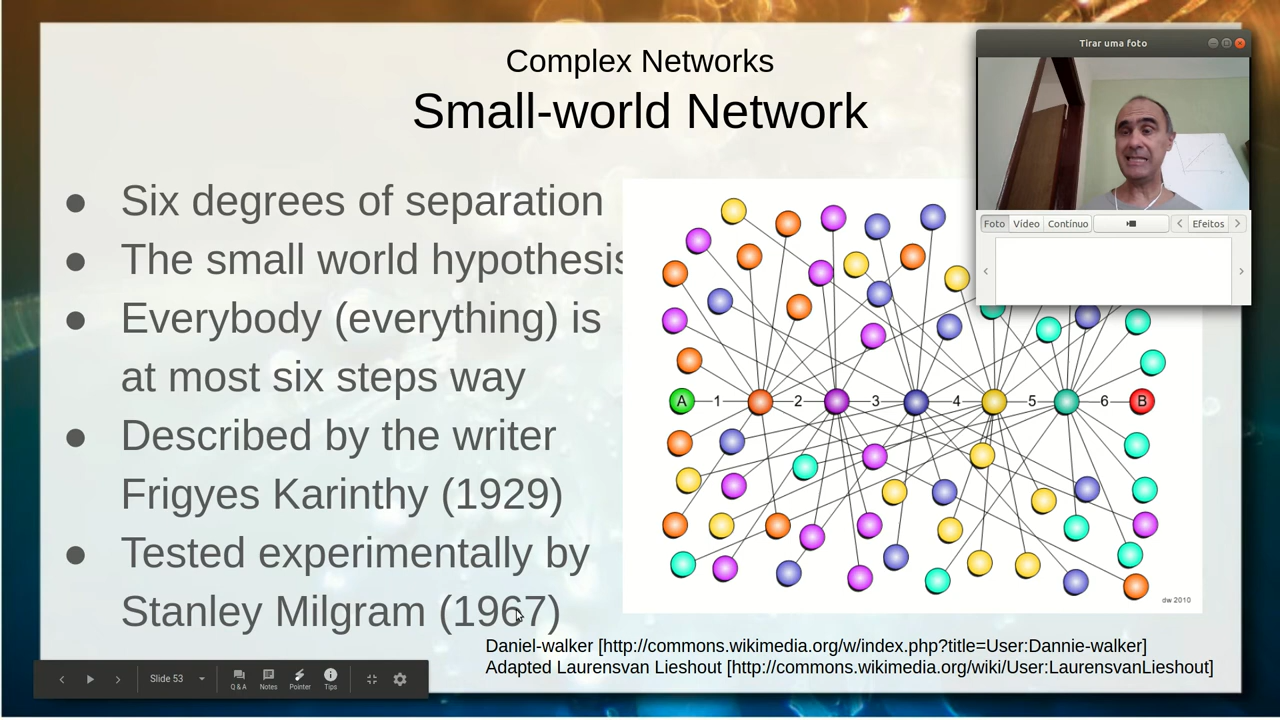 Complex Networks
Small-world Network
● Six degrees of separation
● The small world hypothesis
● Everybody (everything) is
at most six steps way
● Described by the writer
Frigyes Karinthy (1929)
● Tested experimentally by
Stanley Milgram (1967)
Tirar uma foto
Foto Vídeo Contínuo Efeitos
A 1 2 3 4 5 6 B
dw 2010
Daniel-walker [http://commons.wikimedia.org/w/index.php?title=User:Dannie-walker]
Adapted Laurensvan Lieshout [http://commons.wikimedia.org/wiki/User:LaurensvanLieshout]
Slide 53
Q & A Notes Pointer Tips